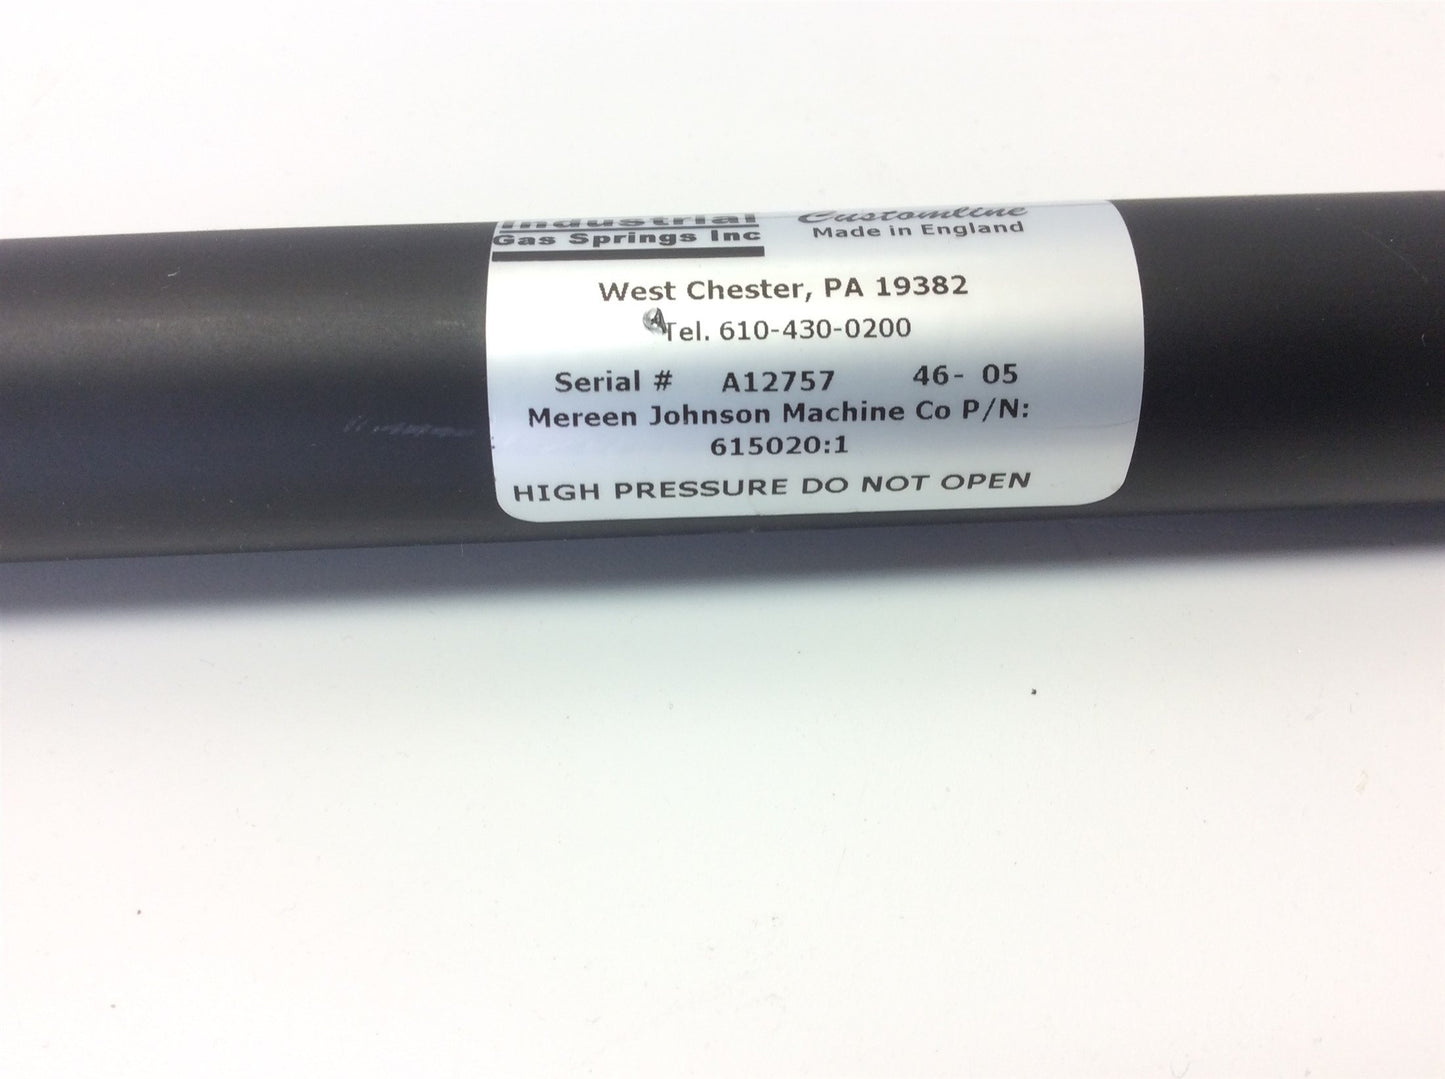 Industrial
Gas Springs Inc
Customline
Made in England
West Chester, PA 19382
Tel. 610-430-0200
Serial # A12757 46- 05
Mereen Johnson Machine Co P/N:
615020:1
HIGH PRESSURE DO NOT OPEN